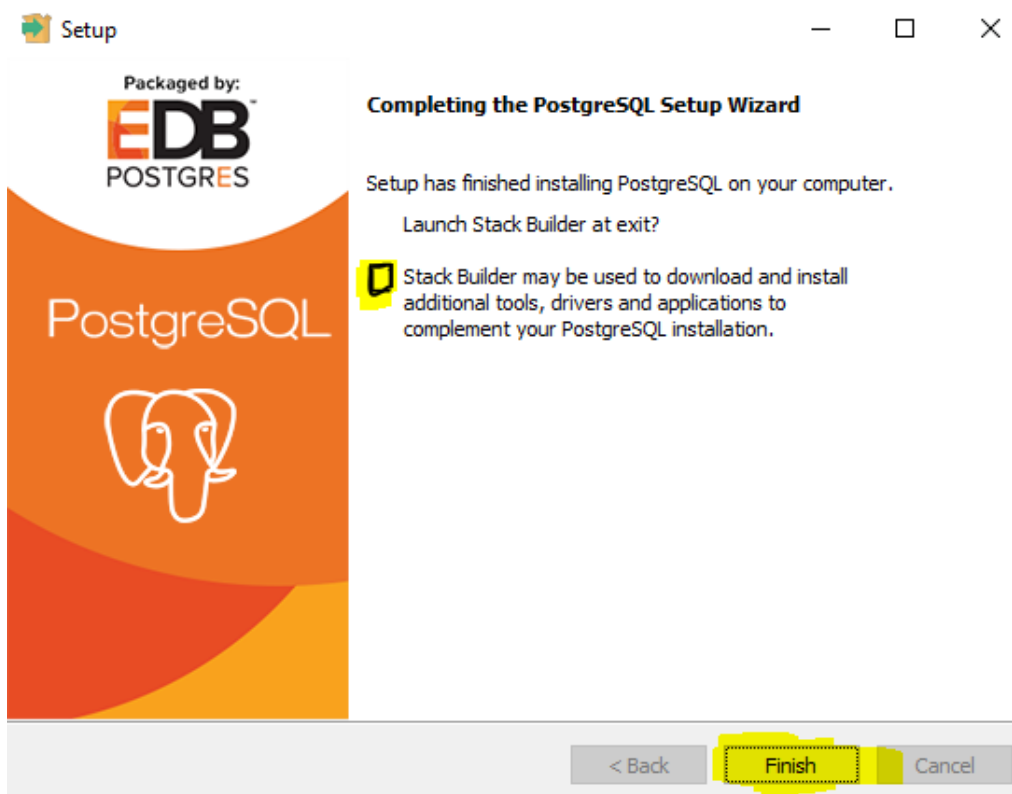 Setup
Packaged by:
EDB™
POSTGRES
PostgreSQL
Completing the PostgreSQL Setup Wizard
Setup has finished installing PostgreSQL on your computer.
Launch Stack Builder at exit?
Stack Builder may be used to download and install
additional tools, drivers and applications to
complement your PostgreSQL installation.
< Back
Finish
Cancel